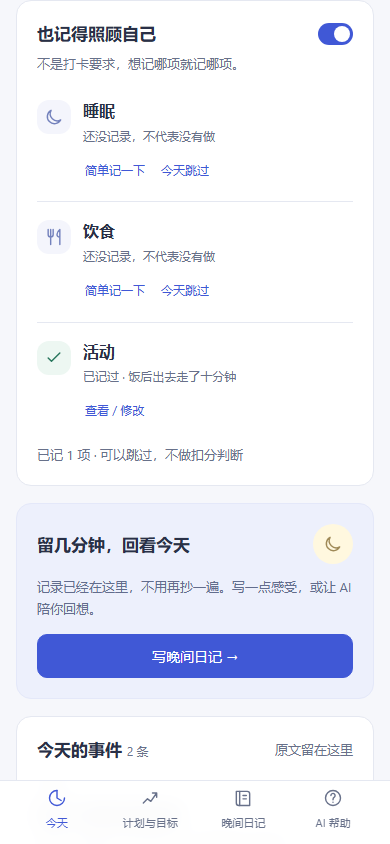 也记得照顾自己
不是打卡要求，想记哪项就记哪项。
睡眠
还没记录，不代表没有做
简单记一下 今天跳过
饮食
还没记录，不代表没有做
简单记一下 今天跳过
活动
已记过 · 饭后出去走了十分钟
查看 / 修改
已记 1 项 · 可以跳过，不做扣分判断
留几分钟，回看今天
记录已经在这里，不用再抄一遍。写一点感受，或让 AI
陪你回想。
写晚间日记 →
今天的事件 2 条 原文留在这里
今天 计划与目标 晚间日记 AI 帮助